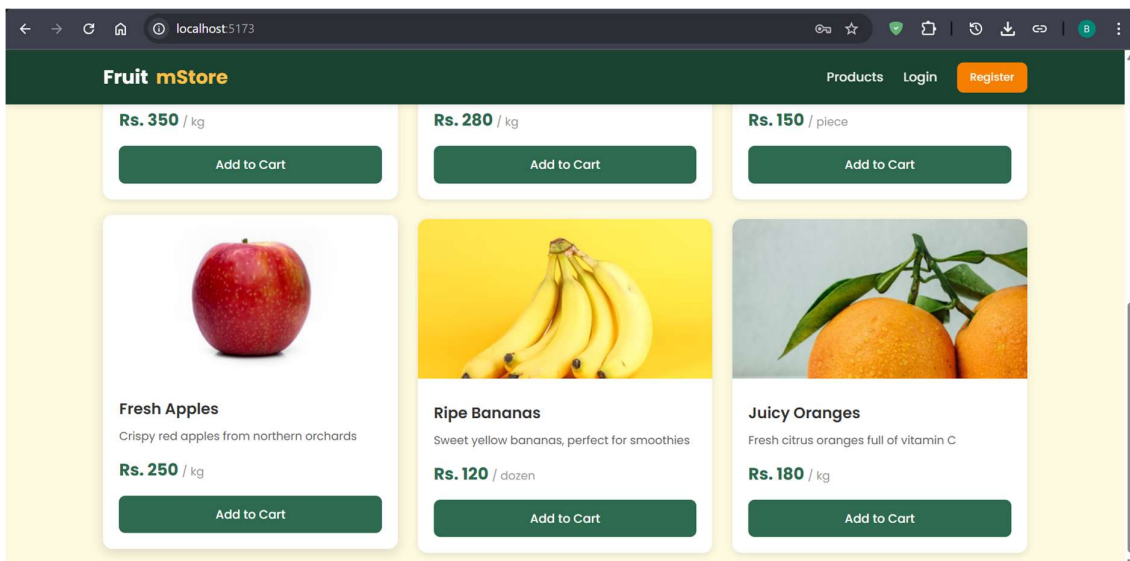 localhost:5173
B
Fruit mStore
Products Login Register
Rs. 350 / kg
Rs. 280 / kg
Rs. 150 / piece
Add to Cart
Add to Cart
Add to Cart
Fresh Apples
Crispy red apples from northern orchards
Rs. 250 / kg
Add to Cart
Ripe Bananas
Sweet yellow bananas, perfect for smoothies
Rs. 120 / dozen
Add to Cart
Juicy Oranges
Fresh citrus oranges full of vitamin C
Rs. 180 / kg
Add to Cart